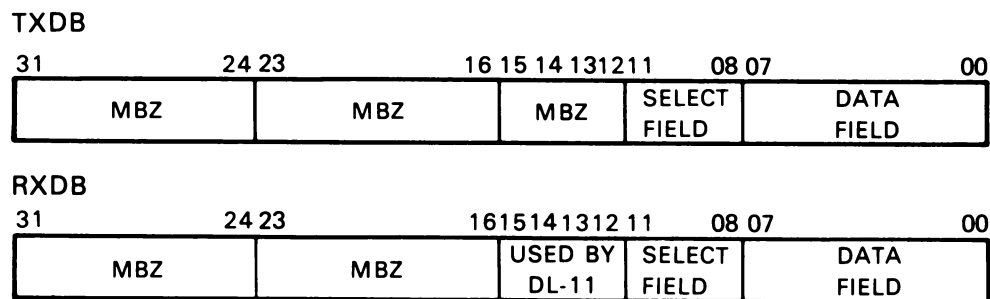 TXDB
31 24 23 16 15 14 1312 11 08 07 00
MBZ MBZ MBZ SELECT FIELD DATA FIELD
RXDB
31 24 23 16 15 14 13 12 11 08 07 00
MBZ MBZ USED BY DL-11 SELECT FIELD DATA FIELD